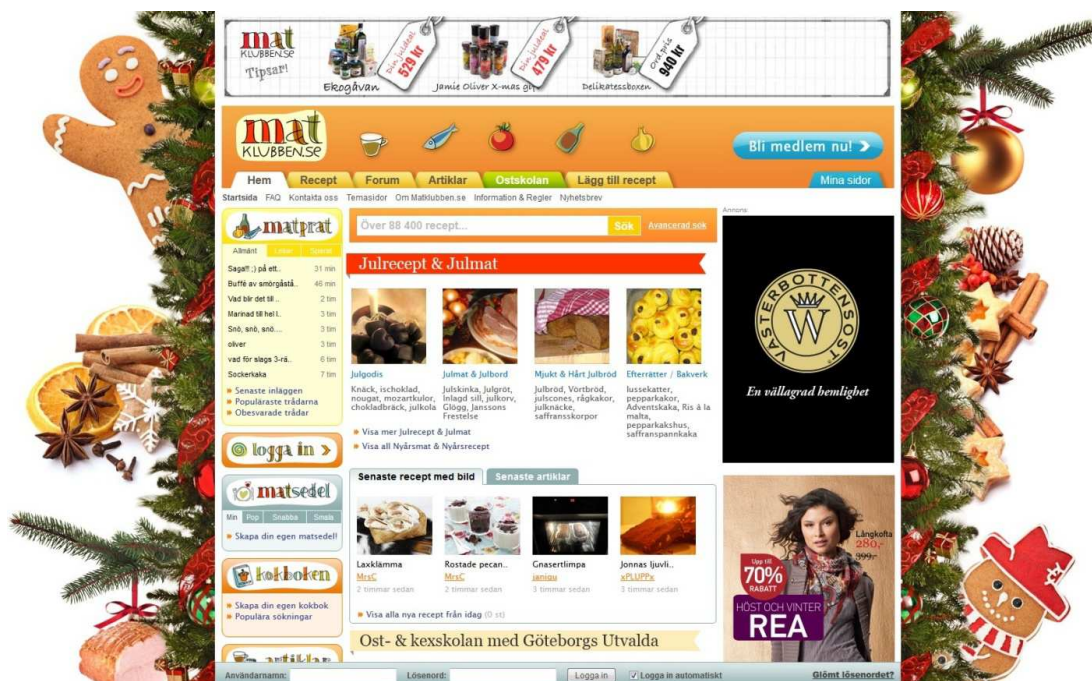 mat
KLUBBEN.SE
Tipsar!
Din juldeal
529 kr
Ekogåvan
Din juldeal
479 kr
Jamie Oliver X-mas
Ord.pris
940 kr
Delikatessboxen
mat
KLUBBEN.SE
Bli medlem nu!
Hem Recept Forum Artiklar Ostskolan Lägg till recept Mina sidor
Startsida FAQ Kontakta oss Temasidor Om Matklubben.se Information & Regler Nyhetsbrev
Annons:
matprat
Allmänt
Saga!! ;) på ett.. 31 min
Buffé av smörgåstå.. 46 min
Vad blir det till .. 2 tim
Marinad till hel l.. 3 tim
Snö, snö, snö.... 3 tim
oliver 3 tim
vad för slags 3-rä.. 6 tim
Sockerkaka 7 tim
» Senaste inläggen
» Populäraste trådarna
» Obesvarade trådar
logga in >
matsedel
Min Pop Snabba Smala
» Skapa din egen matsedel!
kokboken
» Skapa din egen kokbok
» Populära sökningar
artiklar
Över 88 400 recept... Sök Avancerad sök
Julrecept & Julmat
Julgodis
Knäck, ischoklad,
nougat, mozartkulor,
chokladbräck, julkola
Julmat & Julbord
Julskinka, Julgröt,
Inlagd sill, julkorv,
Glögg, Janssons
Frestelse
Mjukt & Hårt Julbröd
Julbröd, Vörtbröd,
julscones, rågkakor,
julknäcke,
saffransskorpor
Efterrätter / Bakverk
lussekatter,
pepparkakor,
Adventskaka, Ris à la
malta,
pepparkakshus,
saffranspannkaka
» Visa mer Julrecept & Julmat
» Visa all Nyårsmat & Nyårsrecept
Senaste recept med bild Senaste artiklar
Laxklämma
MrsC
2 timmar sedan
Rostade pecan..
MrsC
2 timmar sedan
Gnasertlimpa
janigu
3 timmar sedan
Jonnas ljuvli..
xPLUPPx
3 timmar sedan
» Visa alla nya recept från idag (0 st)
Ost- & kexskolan med Göteborgs Utvalda
VÄSTERBOTTENSOST
W
En vällagrad hemlighet
Långkofta
280,-
399,-
Upp till
70%
RABATT
HÖST OCH VINTER
REA
Användarnamn: Lösenord: Logga in Logga in automatiskt Glömt lösenordet?